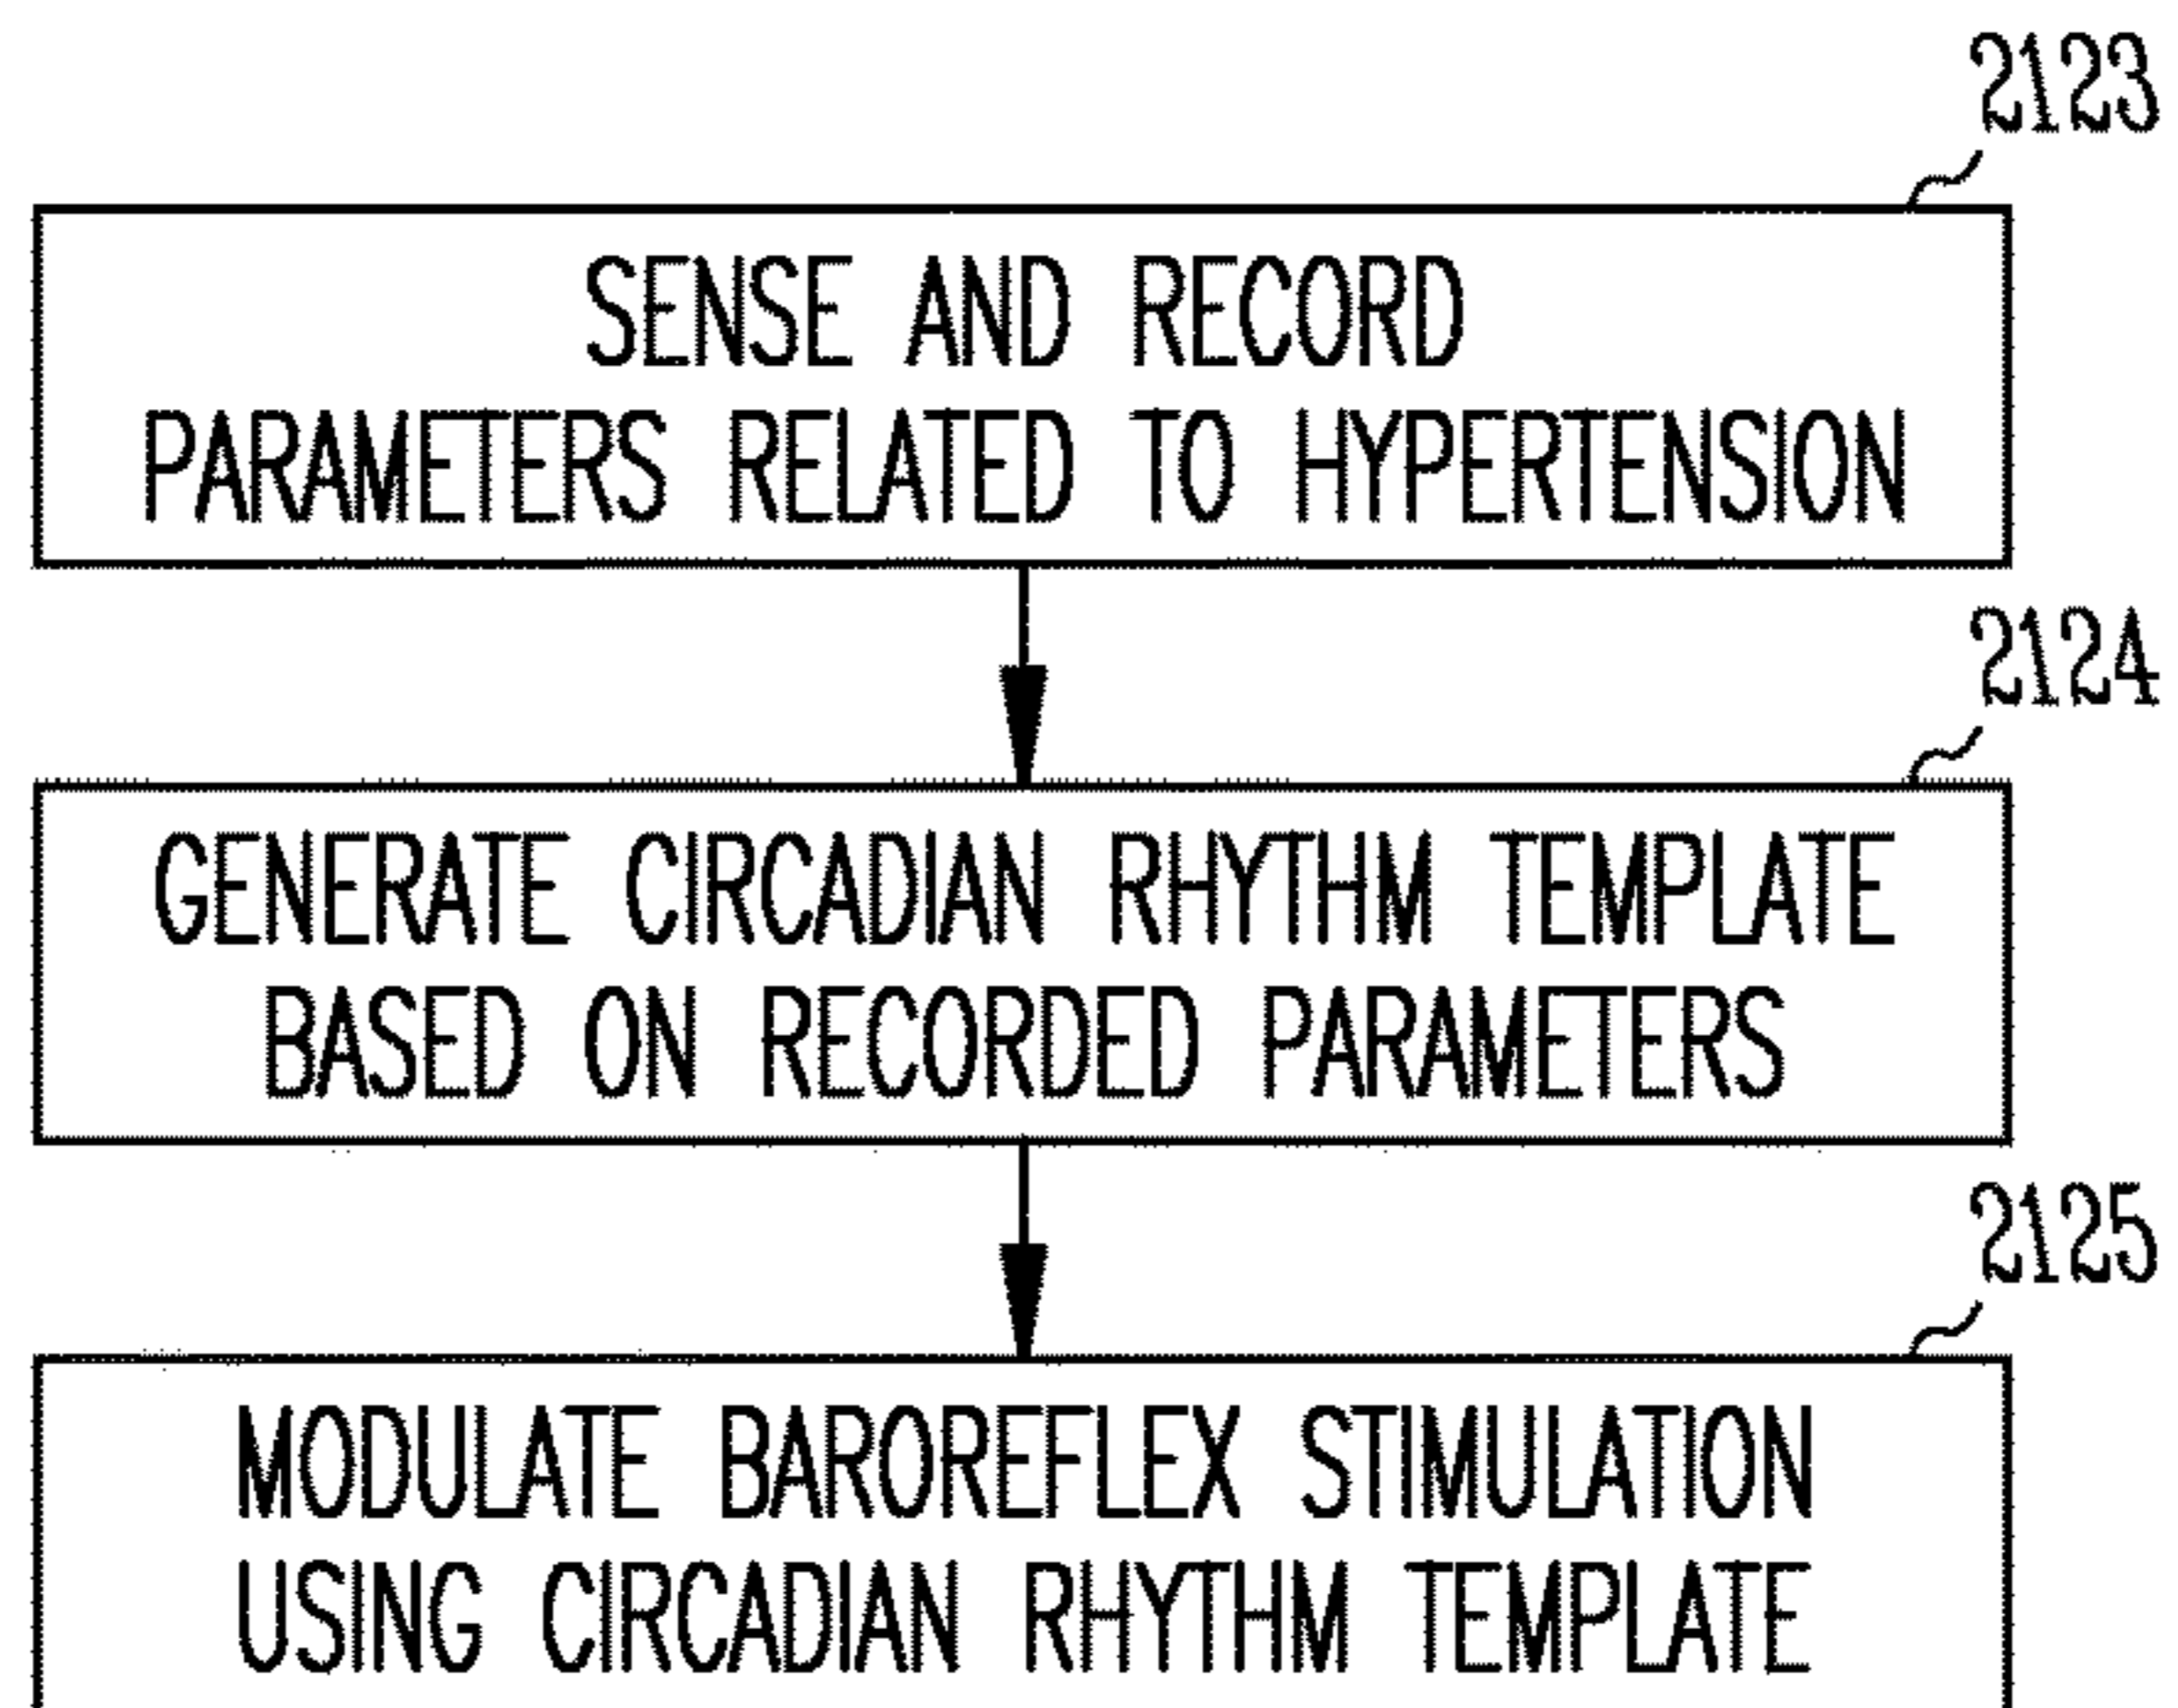 2123
SENSE AND RECORD
PARAMETERS RELATED TO HYPERTENSION
2124
GENERATE CIRCADIAN RHYTHM TEMPLATE
BASED ON RECORDED PARAMETERS
2125
MODULATE BAROREFLEX STIMULATION
USING CIRCADIAN RHYTHM TEMPLATE